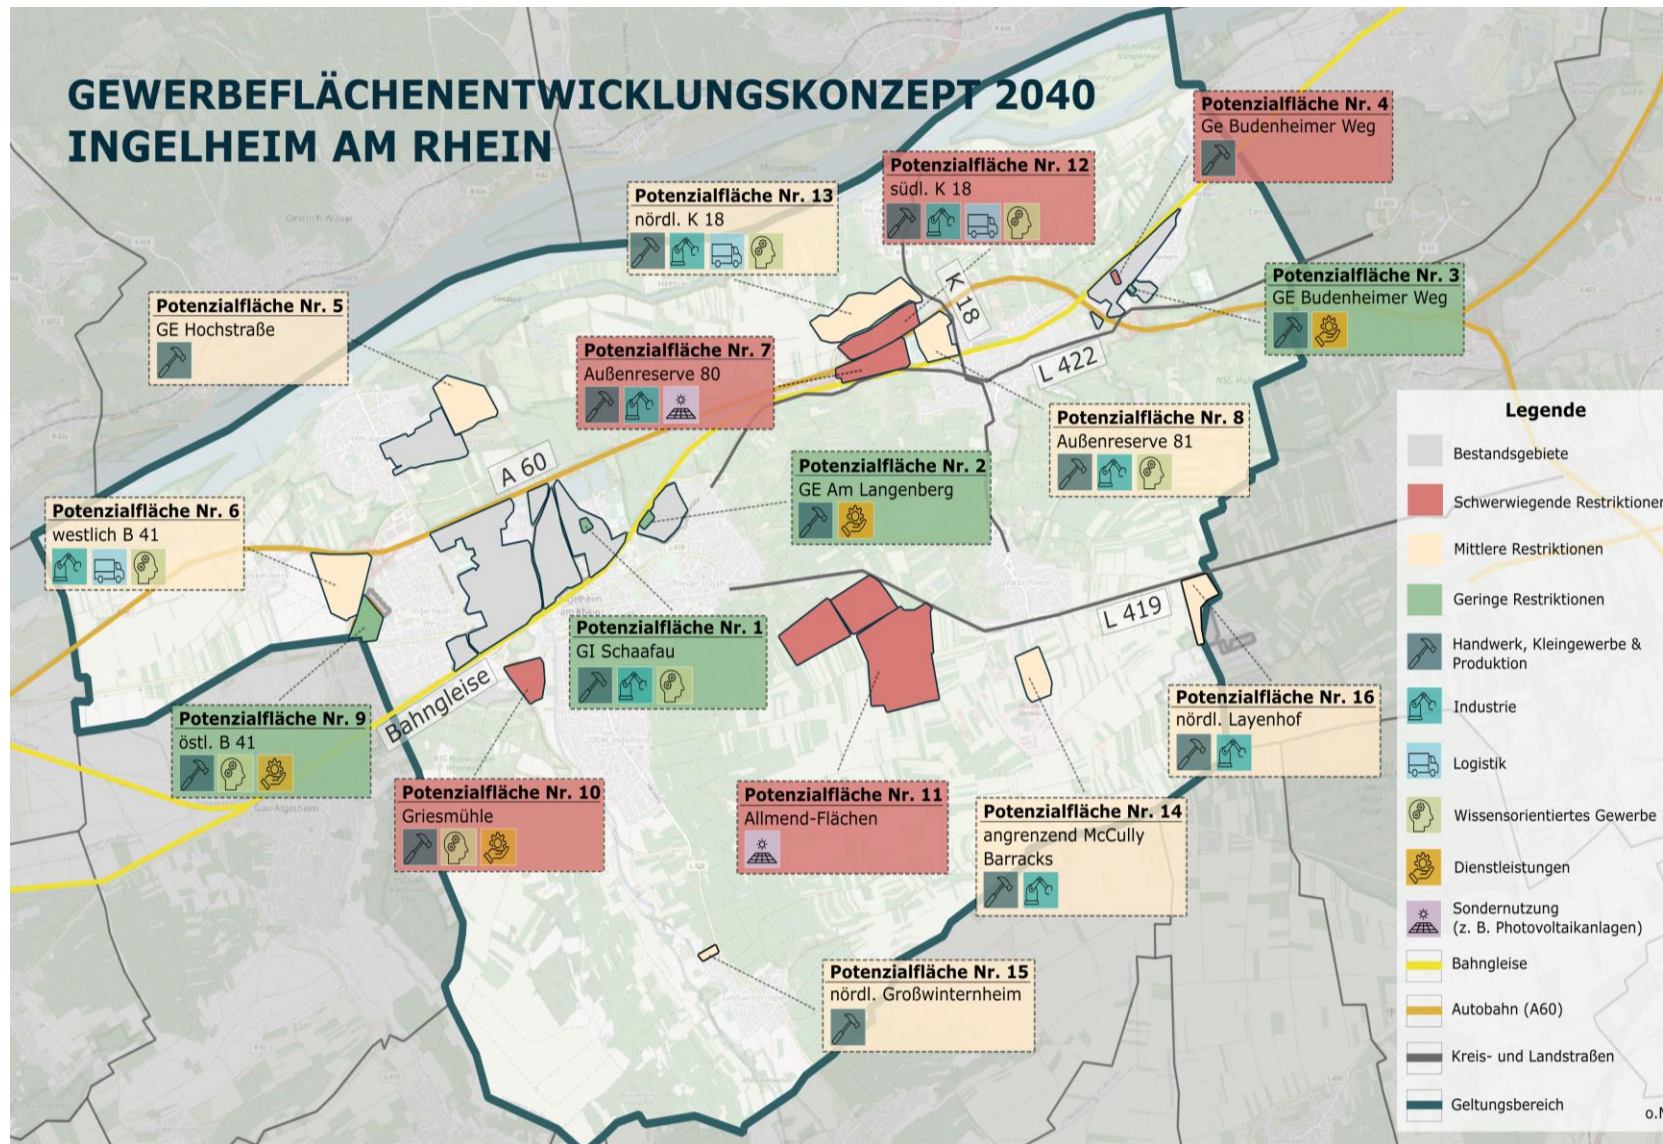 GEWERBEFLÄCHENENTWICKLUNGSKONZEPT 2040
INGELHEIM AM RHEIN
Potenzialfläche Nr. 4
Ge Budenheimer Weg
Potenzialfläche Nr. 12
südl. K 18
Potenzialfläche Nr. 13
nördl. K 18
Potenzialfläche Nr. 3
GE Budenheimer Weg
Potenzialfläche Nr. 5
GE Hochstraße
K 18
Potenzialfläche Nr. 7
Außenreserve 80
L 422
Potenzialfläche Nr. 8
Außenreserve 81
A 60
Potenzialfläche Nr. 2
GE Am Langenberg
Potenzialfläche Nr. 6
westlich B 41
L 419
Potenzialfläche Nr. 1
GI Schaafau
Bahngleise
Potenzialfläche Nr. 16
nördl. Layenhof
Potenzialfläche Nr. 9
östl. B 41
Gau-Algesheim
Potenzialfläche Nr. 10
Griesmühle
Potenzialfläche Nr. 11
Allmend-Flächen
Potenzialfläche Nr. 14
angrenzend McCully
Barracks
Potenzialfläche Nr. 15
nördl. Großwinternheim
Legende
Bestandsgebiete
Schwerwiegende Restriktionen
Mittlere Restriktionen
Geringe Restriktionen
Handwerk, Kleingewerbe &
Produktion
Industrie
Logistik
Wissensorientiertes Gewerbe
Dienstleistungen
Sondernutzung
(z. B. Photovoltaikanlagen)
Bahngleise
Autobahn (A60)
Kreis- und Landstraßen
Geltungsbereich